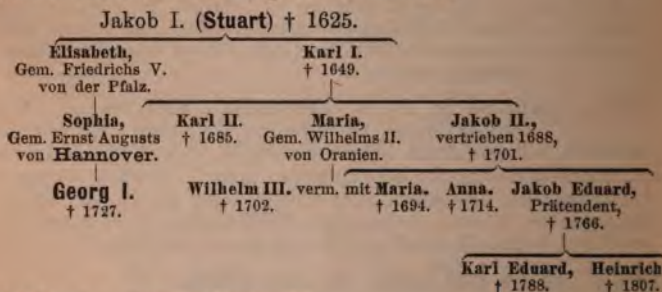 Jakob I. (Stuart) † 1625.
Elisabeth, Karl I.
Gem. Friedrichs V. † 1649.
von der Pfalz.
Sophia, Karl II. Maria, Jakob II.,
Gem. Ernst Augusts † 1685. Gem. Wilhelms II. vertrieben 1688,
von Hannover. von Oranien. † 1701.
Georg I. Wilhelm III. verm. mit Maria. Anna. Jakob Eduard,
† 1727. † 1702. † 1694. † 1714. Prätendent,
† 1766.
Karl Eduard, Heinrich
† 1788. † 1807.